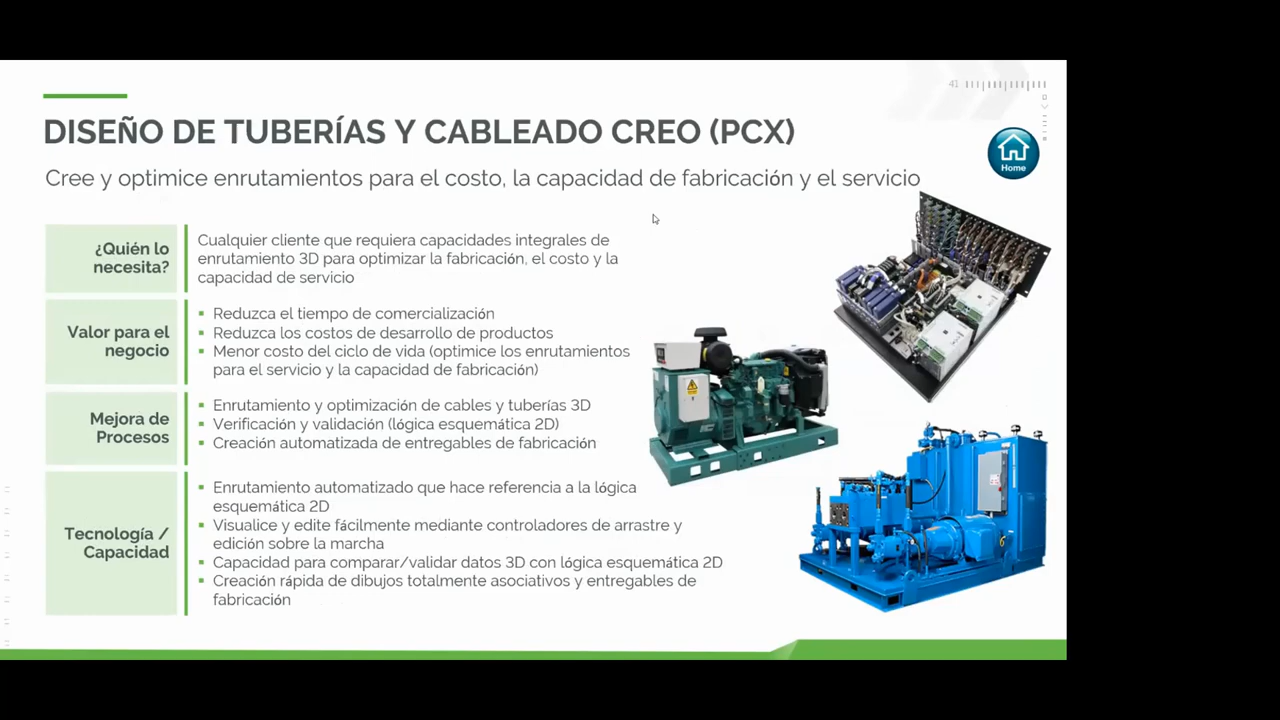 41
DISEÑO DE TUBERÍAS Y CABLEADO CREO (PCX)
Home
Cree y optimice enrutamientos para el costo, la capacidad de fabricación y el servicio
¿Quién lo
necesita?
Cualquier cliente que requiera capacidades integrales de
enrutamiento 3D para optimizar la fabricación, el costo y la
capacidad de servicio
Valor para el
negocio
▪ Reduzca el tiempo de comercialización
▪ Reduzca los costos de desarrollo de productos
▪ Menor costo del ciclo de vida (optimice los enrutamientos
para el servicio y la capacidad de fabricación)
Mejora de
Procesos
▪ Enrutamiento y optimización de cables y tuberías 3D
▪ Verificación y validación (lógica esquemática 2D)
▪ Creación automatizada de entregables de fabricación
Tecnología /
Capacidad
▪ Enrutamiento automatizado que hace referencia a la lógica
esquemática 2D
▪ Visualice y edite fácilmente mediante controladores de arrastre y
edición sobre la marcha
▪ Capacidad para comparar/validar datos 3D con lógica esquemática 2D
▪ Creación rápida de dibujos totalmente asociativos y entregables de
fabricación